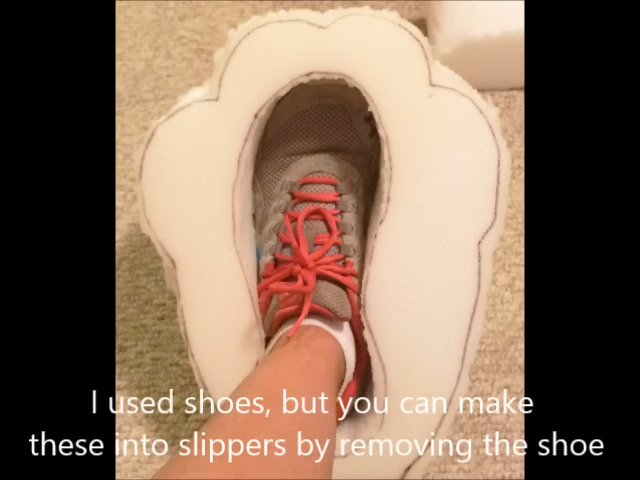 I used shoes, but you can make
these into slippers by removing the shoe